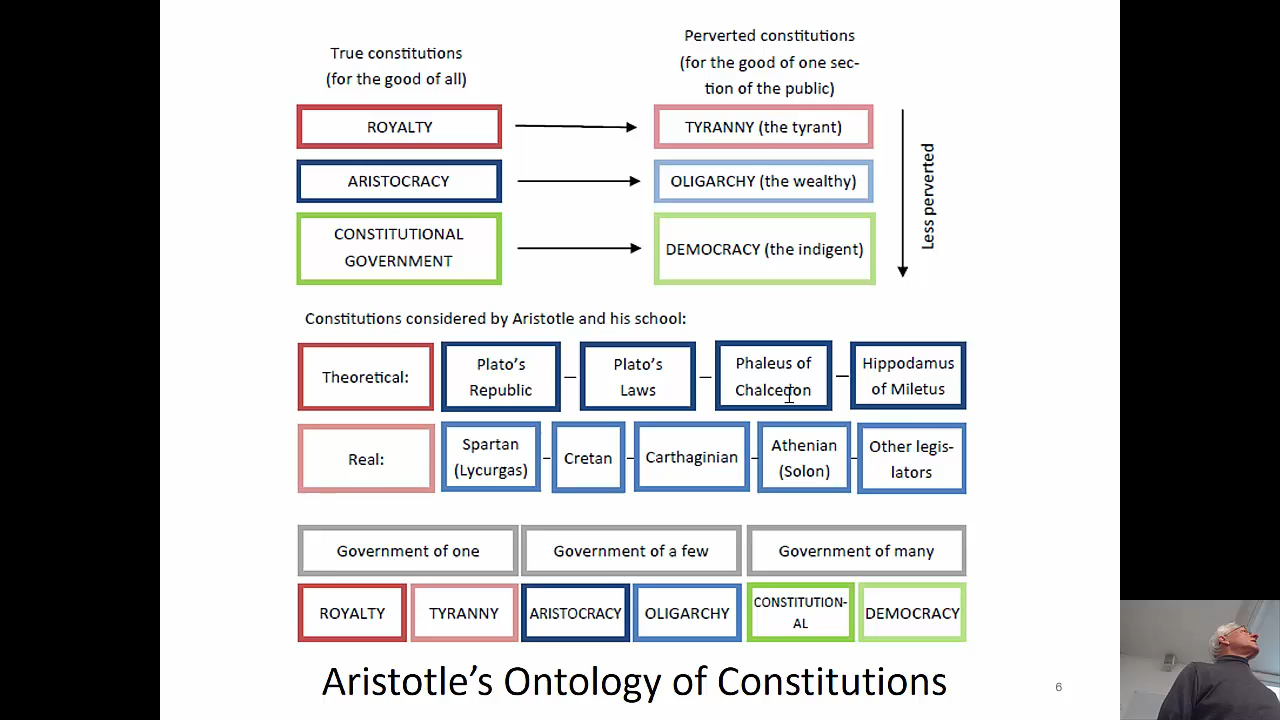 True constitutions
(for the good of all)
Perverted constitutions
(for the good of one sec-
tion of the public)
ROYALTY
TYRANNY (the tyrant)
ARISTOCRACY
OLIGARCHY (the wealthy)
CONSTITUTIONAL
GOVERNMENT
DEMOCRACY (the indigent)
Less perverted
Constitutions considered by Aristotle and his school:
Theoretical:
Plato's
Republic
Plato's
Laws
Phaleus of
Chalcedon
Hippodamus
of Miletus
Real:
Spartan
(Lycurgas)
Cretan
Carthaginian
Athenian
(Solon)
Other legis-
lators
Government of one
Government of a few
Government of many
ROYALTY
TYRANNY
ARISTOCRACY
OLIGARCHY
CONSTITUTION-
AL
DEMOCRACY
Aristotle's Ontology of Constitutions
6